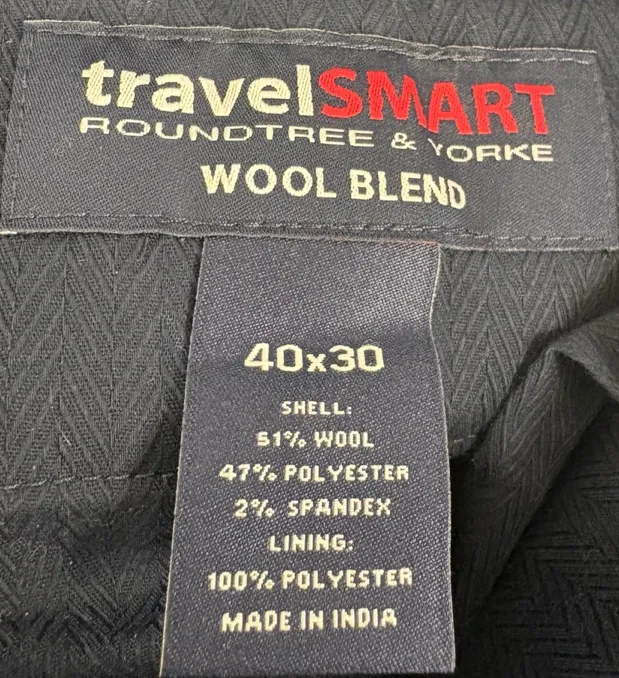 travelSMART
ROUNDTREE & YORKE
WOOL BLEND
40x30
SHELL:
51% WOOL
47% POLYESTER
2% SPANDEX
LINING:
100% POLYESTER
MADE IN INDIA